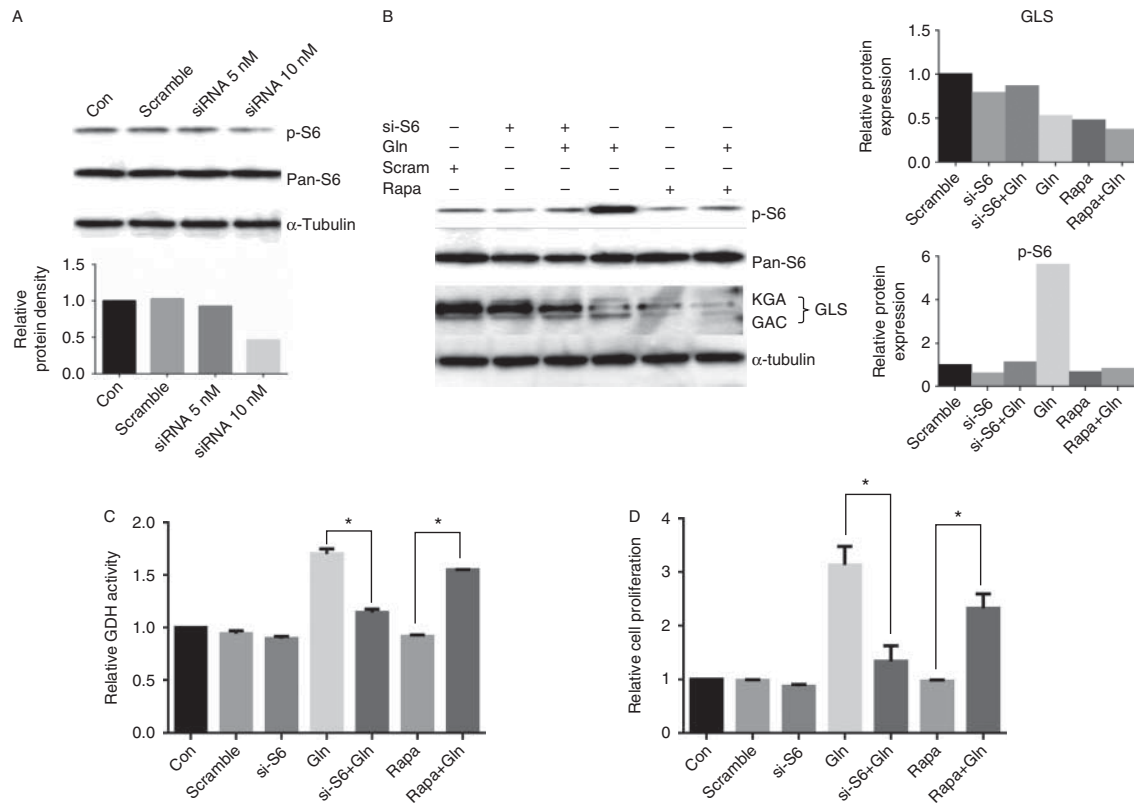 A
Con
Scramble
siRNA 5 nM
siRNA 10 nM
p-S6
Pan-S6
α-Tubulin
Relative
protein density
1.5
1.0
0.5
0.0
Con
Scramble
siRNA 5 nM
siRNA 10 nM
B
si-S6 – + + – – –
Gln – – + + – +
Scram + – – – – –
Rapa – – – – + +
p-S6
Pan-S6
KGA
GAC
GLS
α-tubulin
GLS
Relative protein
expression
1.5
1.0
0.5
0.0
Scramble
si-S6
si-S6+Gln
Gln
Rapa
Rapa+Gln
p-S6
Relative protein
expression
6
4
2
0
Scramble
si-S6
si-S6+Gln
Gln
Rapa
Rapa+Gln
C
Relative GDH activity
2.0
1.5
1.0
0.5
0.0
* *
Con
Scramble
si-S6
Gln
si-S6+Gln
Rapa
Rapa+Gln
D
Relative cell proliferation
4
3
2
1
0
* *
Con
Scramble
si-S6
Gln
si-S6+Gln
Rapa
Rapa+Gln